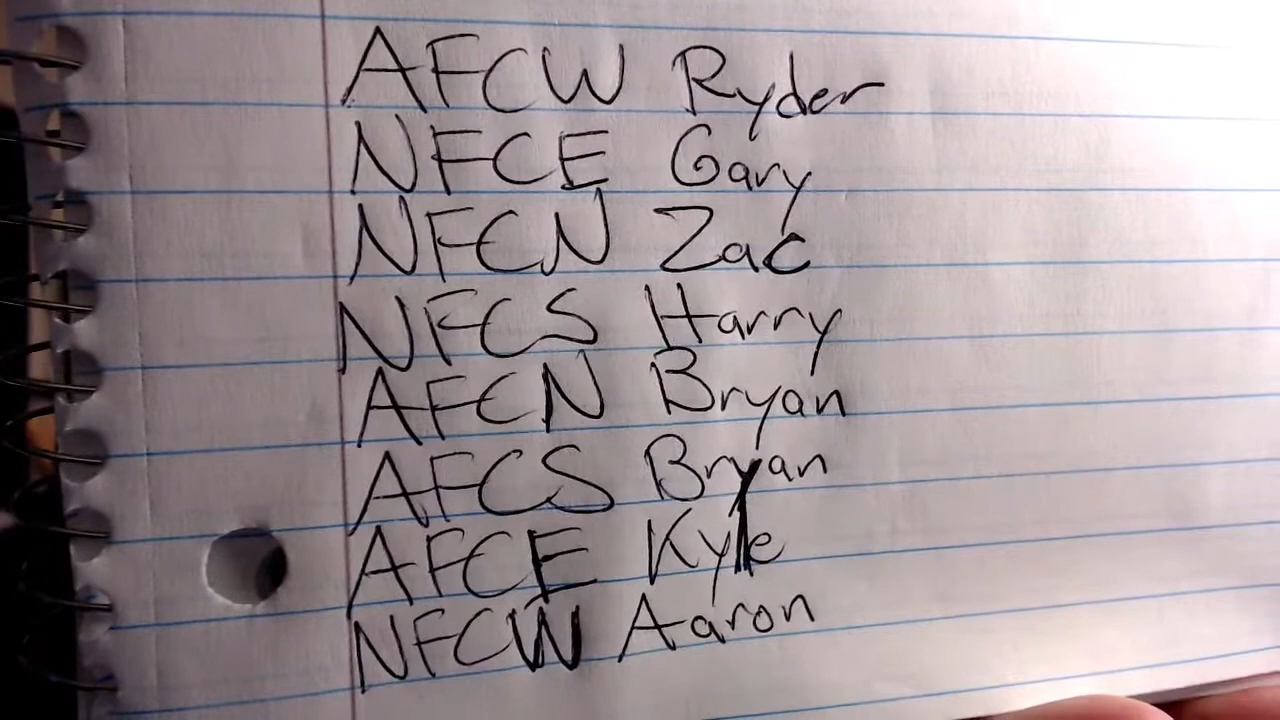 AFCW Ryder
NFCE Gary
NFCN Zac
NFCS Harry
AFCN Bryan
AFCS Bryan
AFCE Kyle
NFCW Aaron